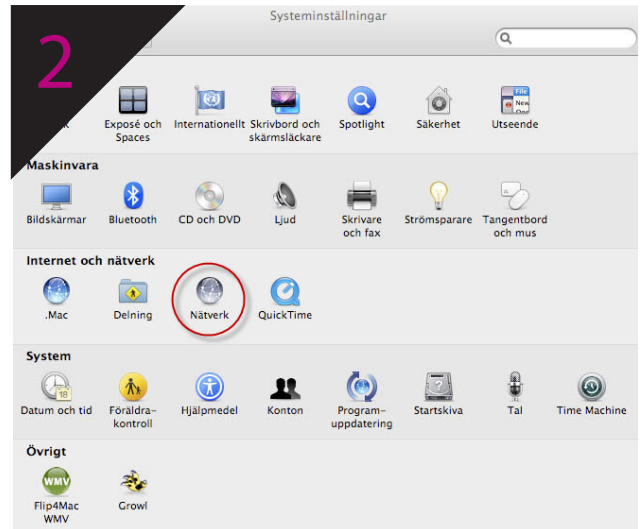 2
Systeminställningar
Exposé och Spaces
Internationellt
Skrivbord och skärmsläckare
Spotlight
Säkerhet
Utseende
Maskinvara
Bildskärmar
Bluetooth
CD och DVD
Ljud
Skrivare och fax
Strömsparare
Tangentbord och mus
Internet och nätverk
.Mac
Delning
Nätverk
QuickTime
System
Datum och tid
Föräldra-kontroll
Hjälpmedel
Konton
Program-uppdatering
Startskiva
Tal
Time Machine
Övrigt
Flip4Mac WMV
Growl